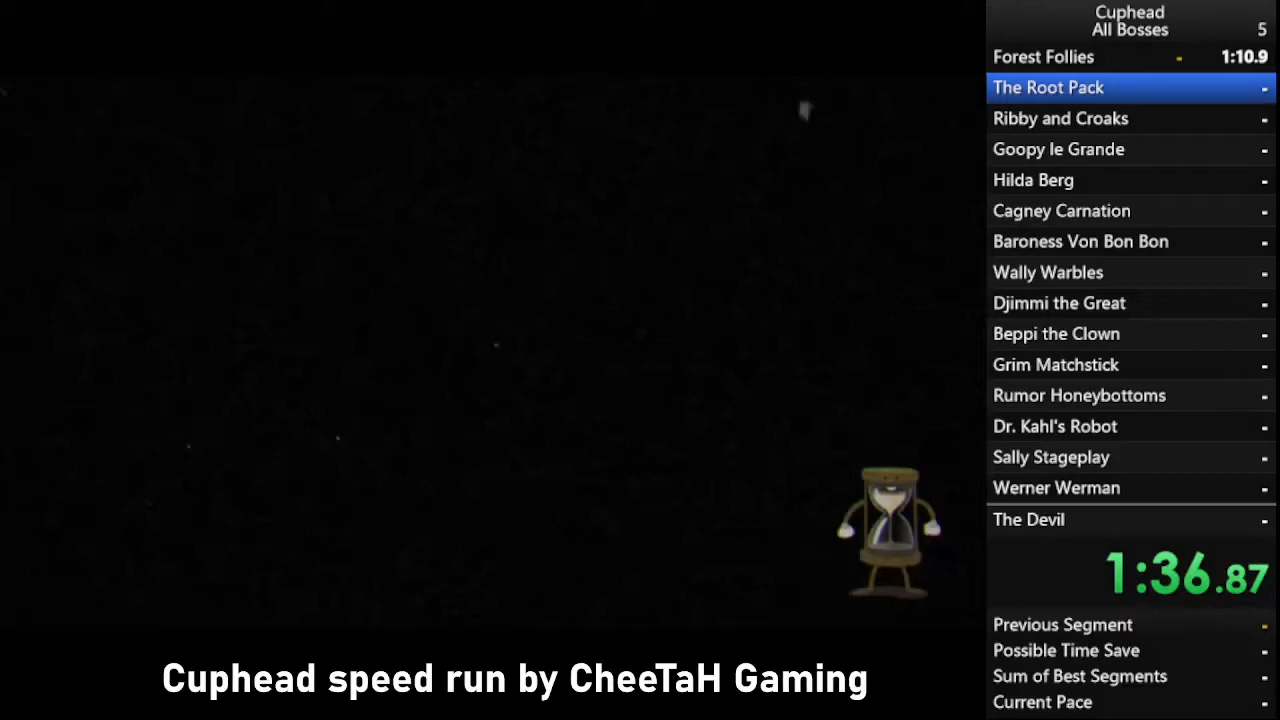 Cuphead
All Bosses 5
Forest Follies - 1:10.9
The Root Pack -
Ribby and Croaks -
Goopy le Grande -
Hilda Berg -
Cagney Carnation -
Baroness Von Bon Bon -
Wally Warbles -
Djimmi the Great -
Beppi the Clown -
Grim Matchstick -
Rumor Honeybottoms -
Dr. Kahl's Robot -
Sally Stageplay -
Werner Werman -
The Devil -
1:36.87
Previous Segment -
Possible Time Save -
Sum of Best Segments -
Current Pace -
Cuphead speed run by CheeTaH Gaming